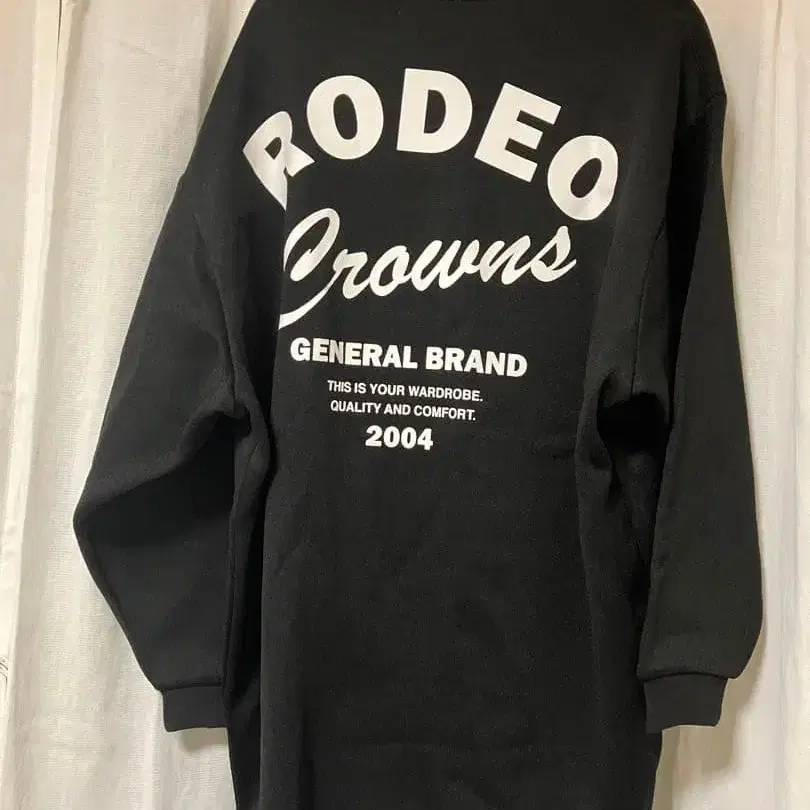 RODEO
Crowns
GENERAL BRAND
THIS IS YOUR WARDROBE.
QUALITY AND COMFORT.
2004